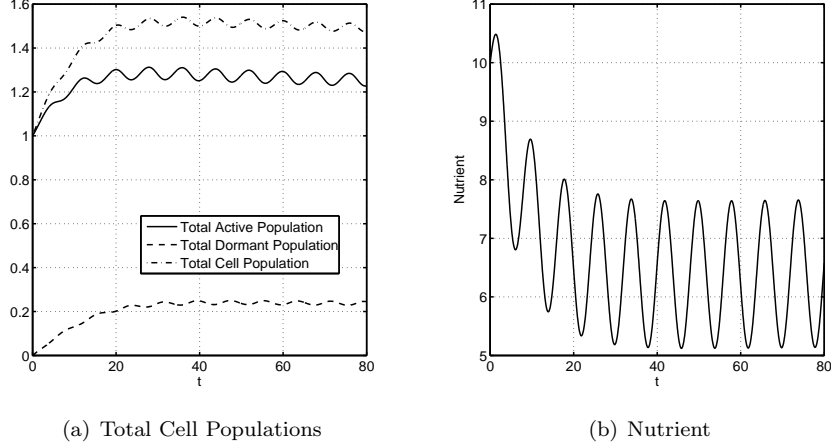 1.6
1.4
1.2
1
0.8
0.6
0.4
0.2
0
0 20 40 60 80
t
Total Active Population
Total Dormant Population
Total Cell Population
(a) Total Cell Populations
11
10
9
8
7
6
5
Nutrient
0 20 40 60 80
t
(b) Nutrient